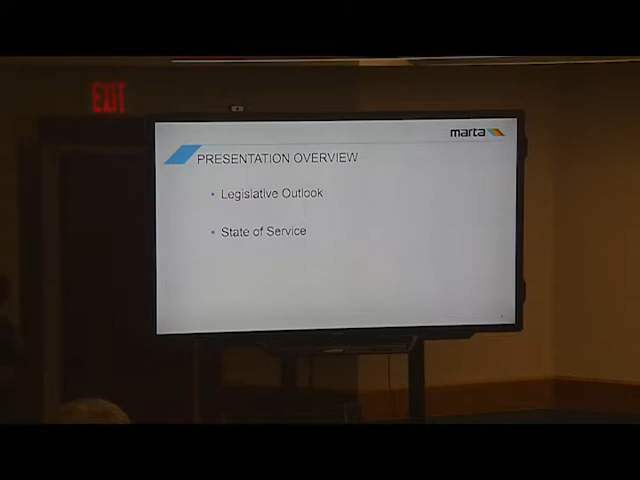 EXIT
marta
PRESENTATION OVERVIEW
• Legislative Outlook
• State of Service